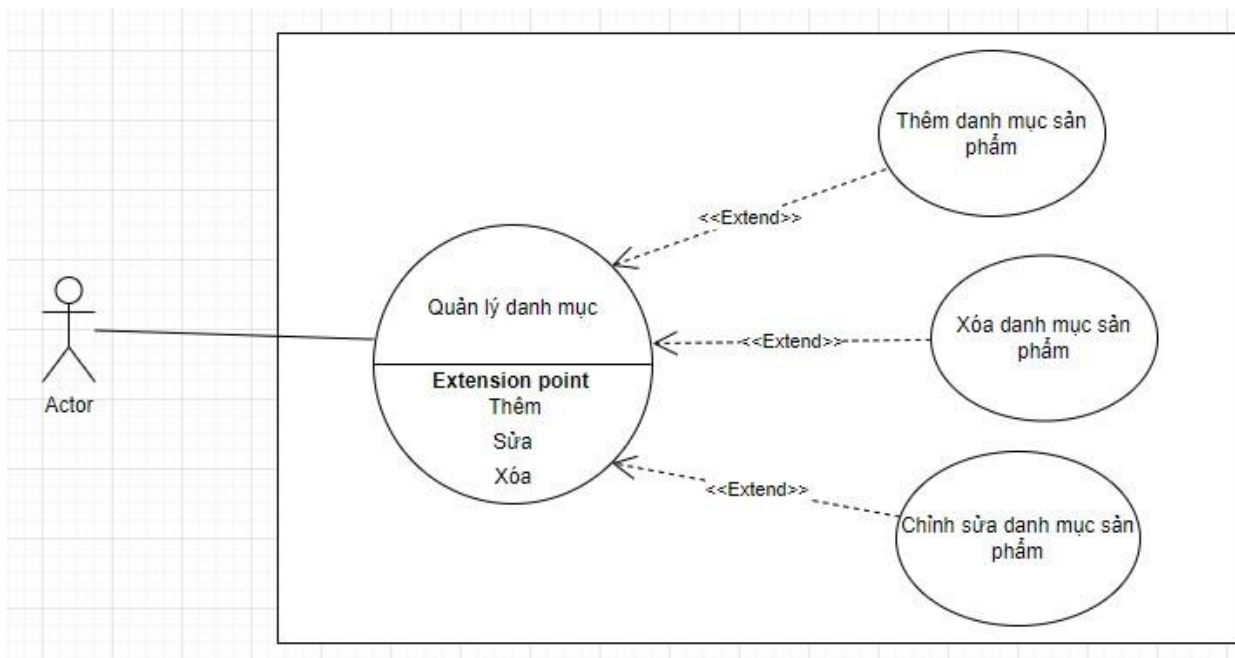 Thêm danh mục sản
phẩm
<<Extend>>
Quản lý danh mục
Xóa danh mục sản
phẩm
<<Extend>>
Extension point
Thêm
Sửa
Xóa
Actor
<<Extend>>
Chỉnh sửa danh mục sản
phẩm